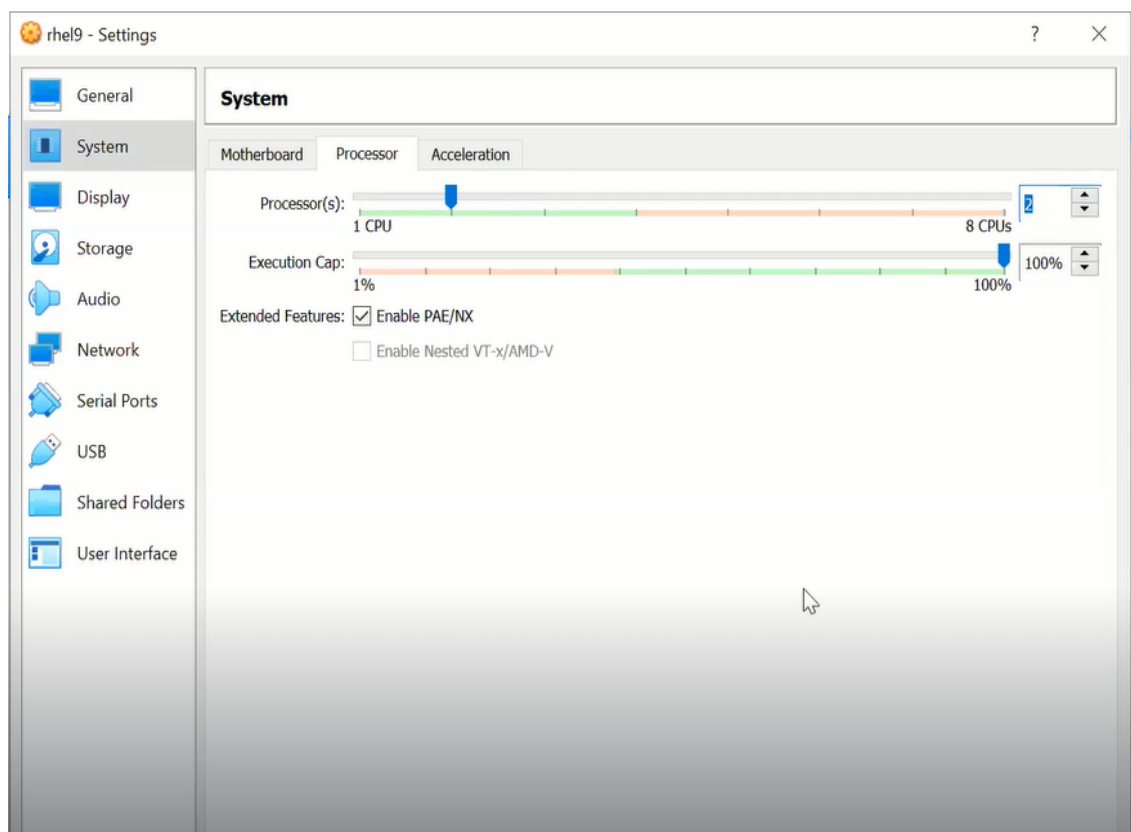 rhel9 - Settings
?
General
System
Display
Storage
Audio
Network
Serial Ports
USB
Shared Folders
User Interface
System
Motherboard Processor Acceleration
Processor(s): 2
1 CPU 8 CPUs
Execution Cap: 100%
1% 100%
Extended Features: Enable PAE/NX
Enable Nested VT-x/AMD-V